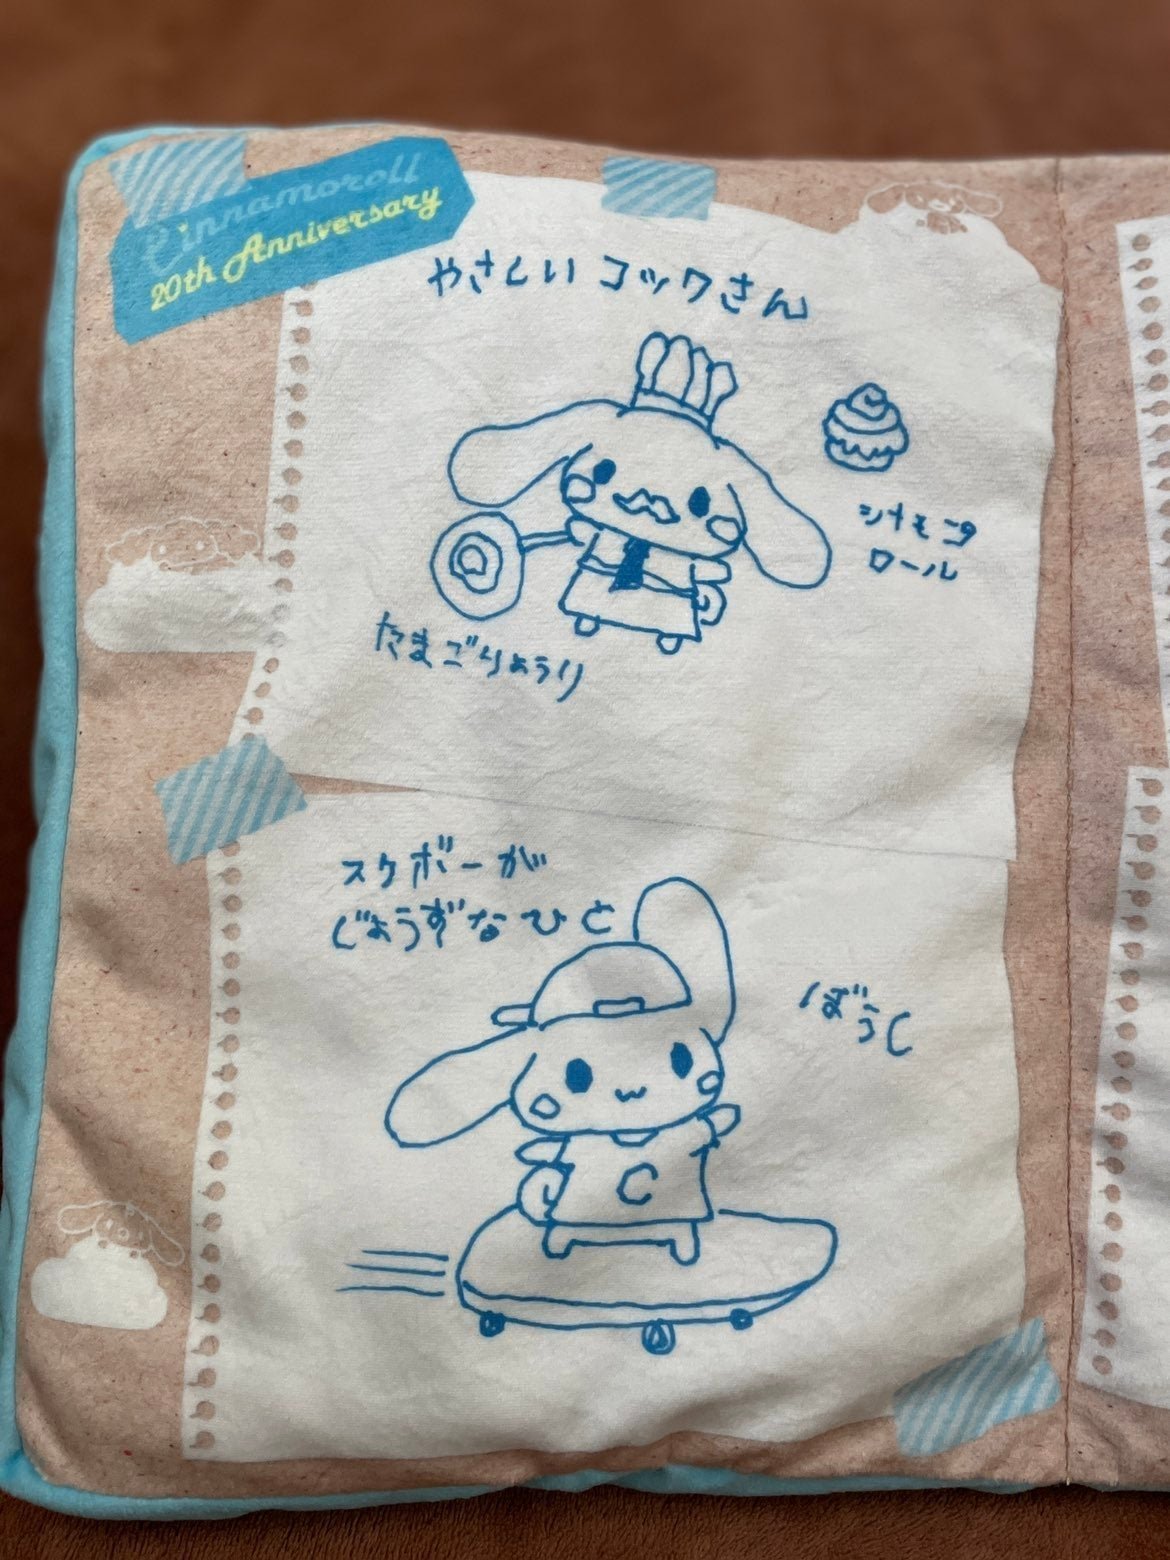 Cinnamoroll
20th Anniversary
やさしいコックさん
シナモン
ロール
たまごりょうり
スケボーが
じょうずなひと
ぼうし
C